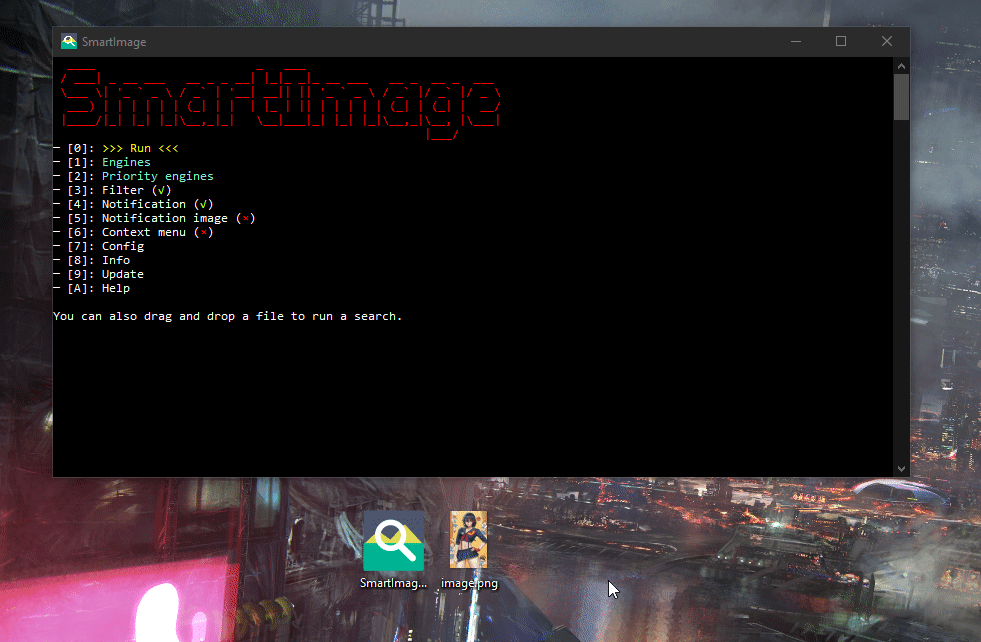 SmartImage
SmartImage
─ [0]: >>> Run <<<
─ [1]: Engines
─ [2]: Priority engines
─ [3]: Filter (√)
─ [4]: Notification (√)
─ [5]: Notification image (×)
─ [6]: Context menu (×)
─ [7]: Config
─ [8]: Info
─ [9]: Update
─ [A]: Help
You can also drag and drop a file to run a search.
SmartImag...
image.png